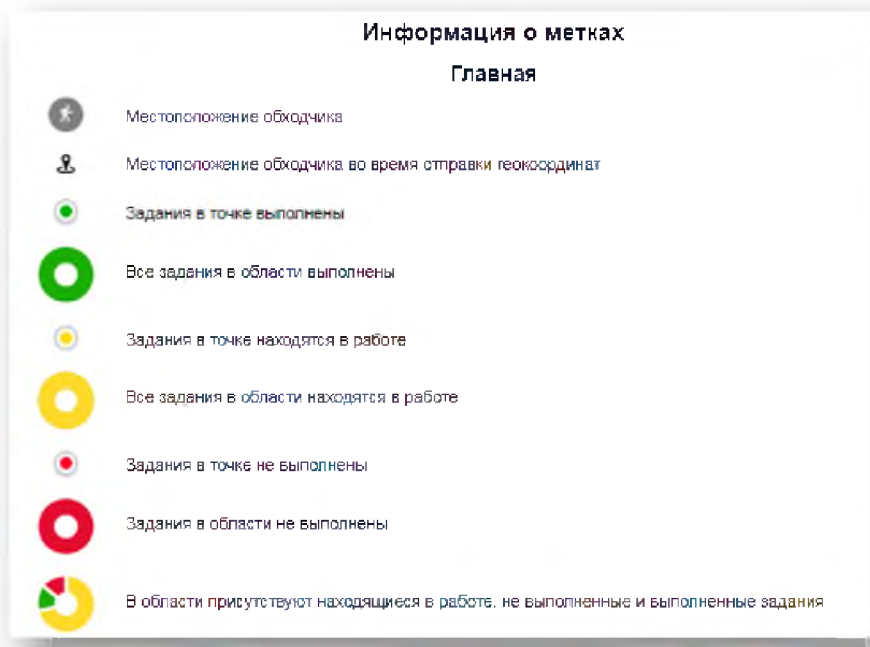 Информация о метках
Главная
Местоположение обходчика
Местоположение обходчика во время отправки геокоординат
Задания в точке выполнены
Все задания в области выполнены
Задания в точке находятся в работе
Все задания в области находятся в работе
Задания в точке не выполнены
Задания в области не выполнены
В области присутствуют находящиеся в работе, не выполненные и выполненные задания